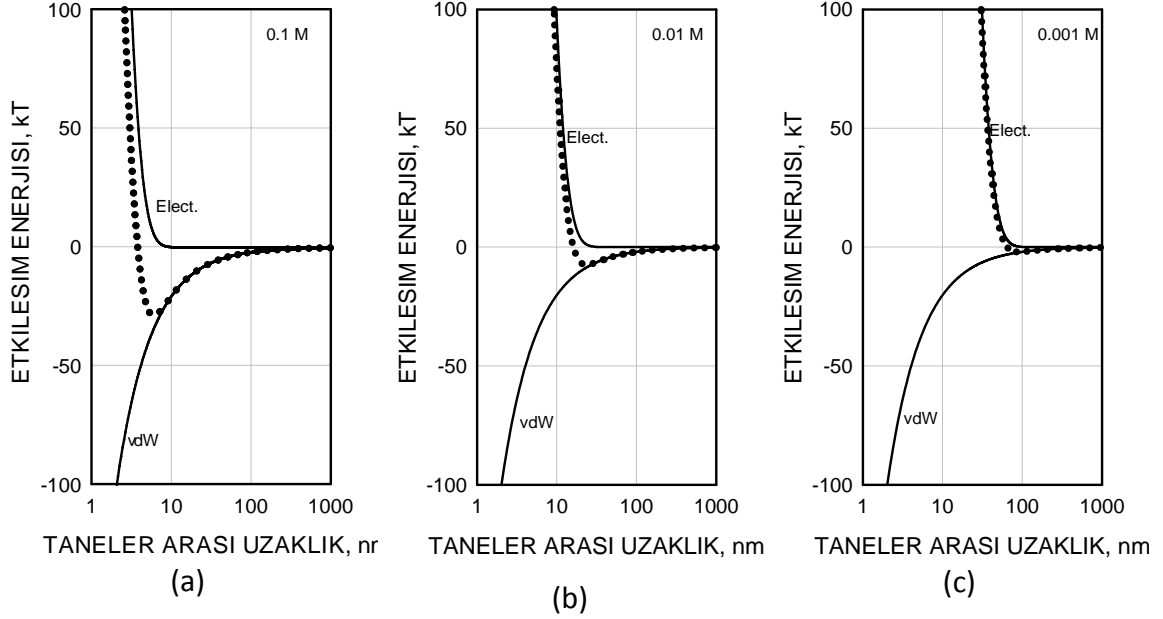 100
50
0
-50
-100
ETKILESIM ENERJISI, kT
0.1 M
Elect.
vdW
1 10 100 1000
TANELER ARASI UZAKLIK, nr
(a)
100
50
0
-50
-100
ETKILESIM ENERJISI, kT
0.01 M
Elect.
vdW
1 10 100 1000
TANELER ARASI UZAKLIK, nm
(b)
100
50
0
-50
-100
ETKILESIM ENERJISI, kT
0.001 M
Elect.
vdW
1 10 100 1000
TANELER ARASI UZAKLIK, nm
(c)